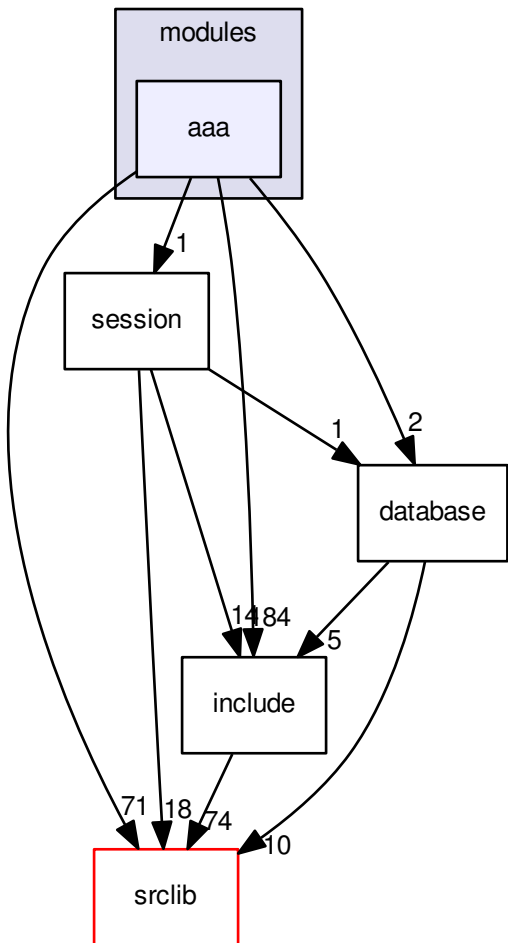 modules
aaa
1
session
1
2
database
14
184
5
include
71
18
74
10
srclib